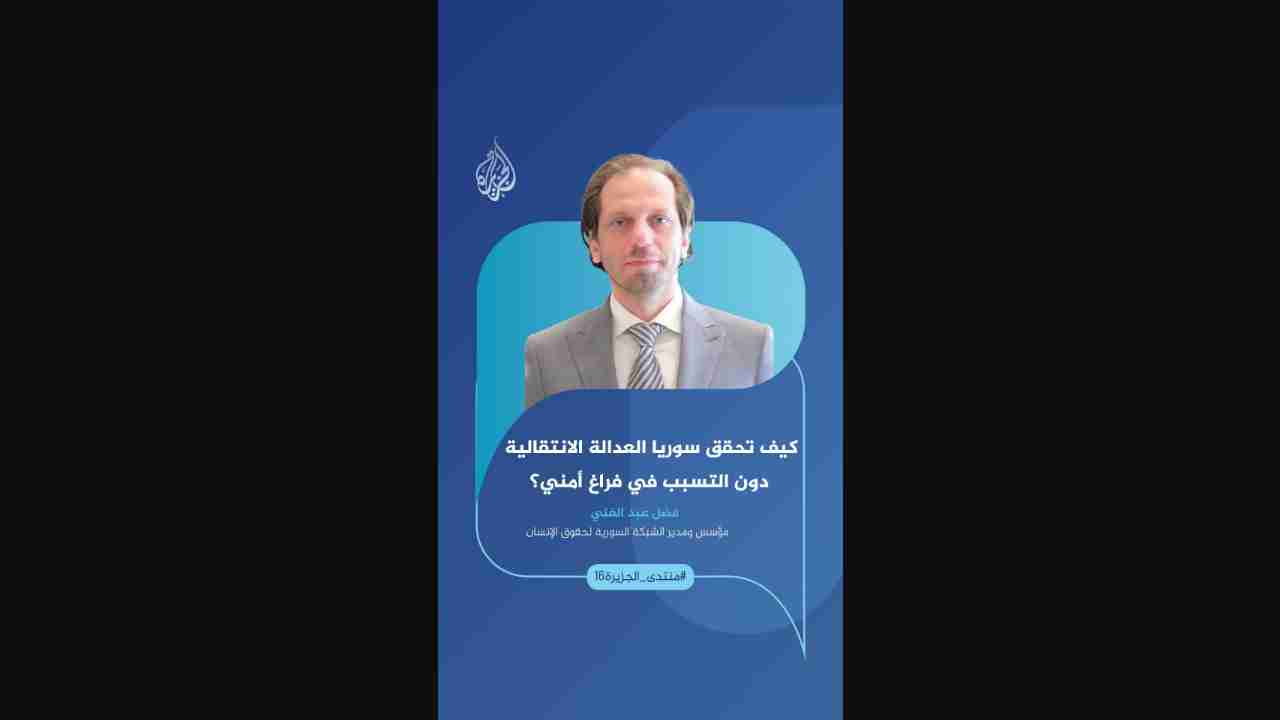 الجزيرة
كيف تحقق سوريا العدالة الانتقالية
دون التسبب في فراغ أمني؟
فضل عبد الغني
مؤسس ومدير الشبكة السورية لحقوق الإنسان
#منتدى_الجزيرة16